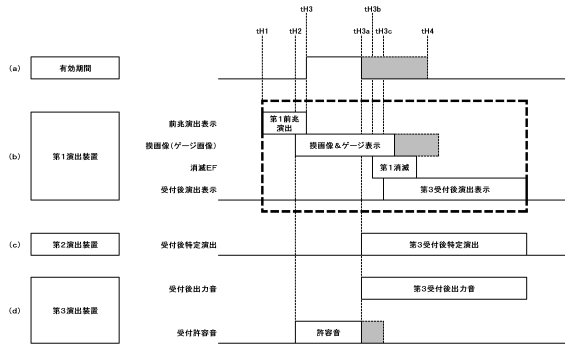 tH3 tH3b
tH1 tH2 tH3a tH3c tH4
(a) 有効期間
前兆演出表示 第1前兆
演出
(b) 第1演出装置 操画像(ゲージ画像) 操画像&ゲージ表示
消滅EF 第1消滅
受付後演出表示 第3受付後演出表示
(c) 第2演出装置 受付後特定演出 第3受付後特定演出
受付後出力音 第3受付後出力音
(d) 第3演出装置
受付許容音 許容音